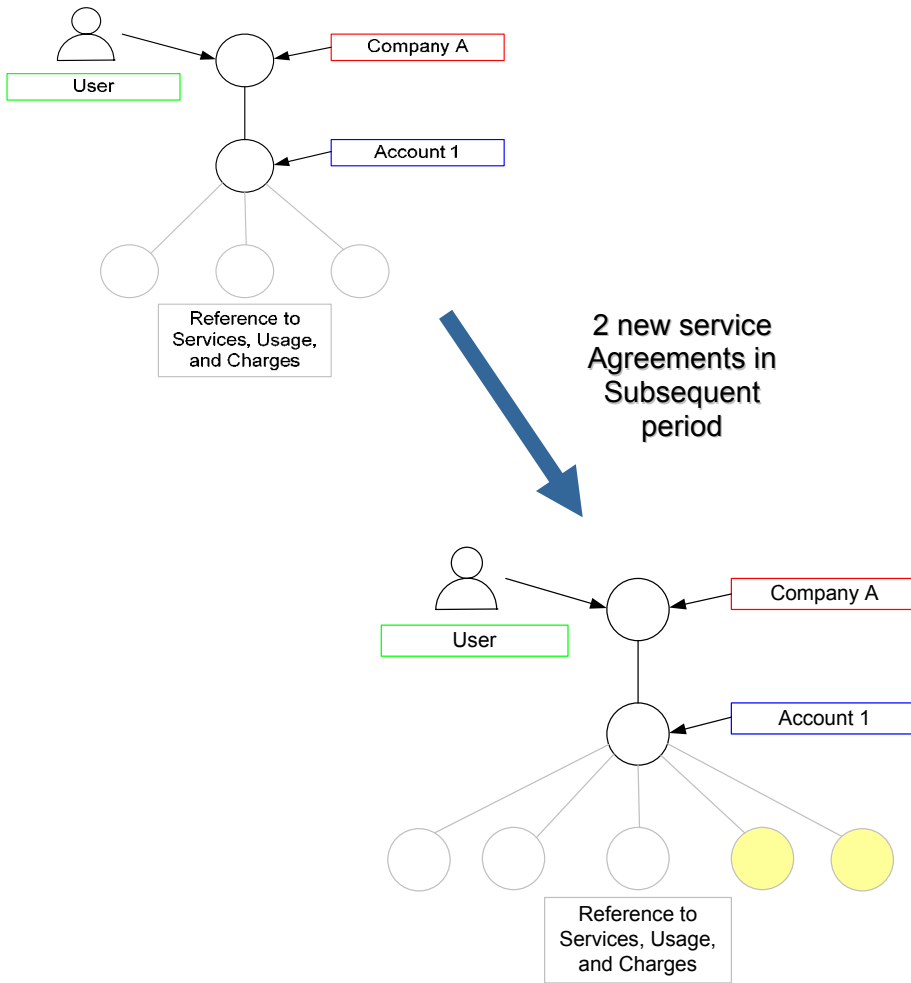 Company A
User
Account 1
Reference to
Services, Usage,
and Charges
2 new service
Agreements in
Subsequent
period
Company A
User
Account 1
Reference to
Services, Usage,
and Charges